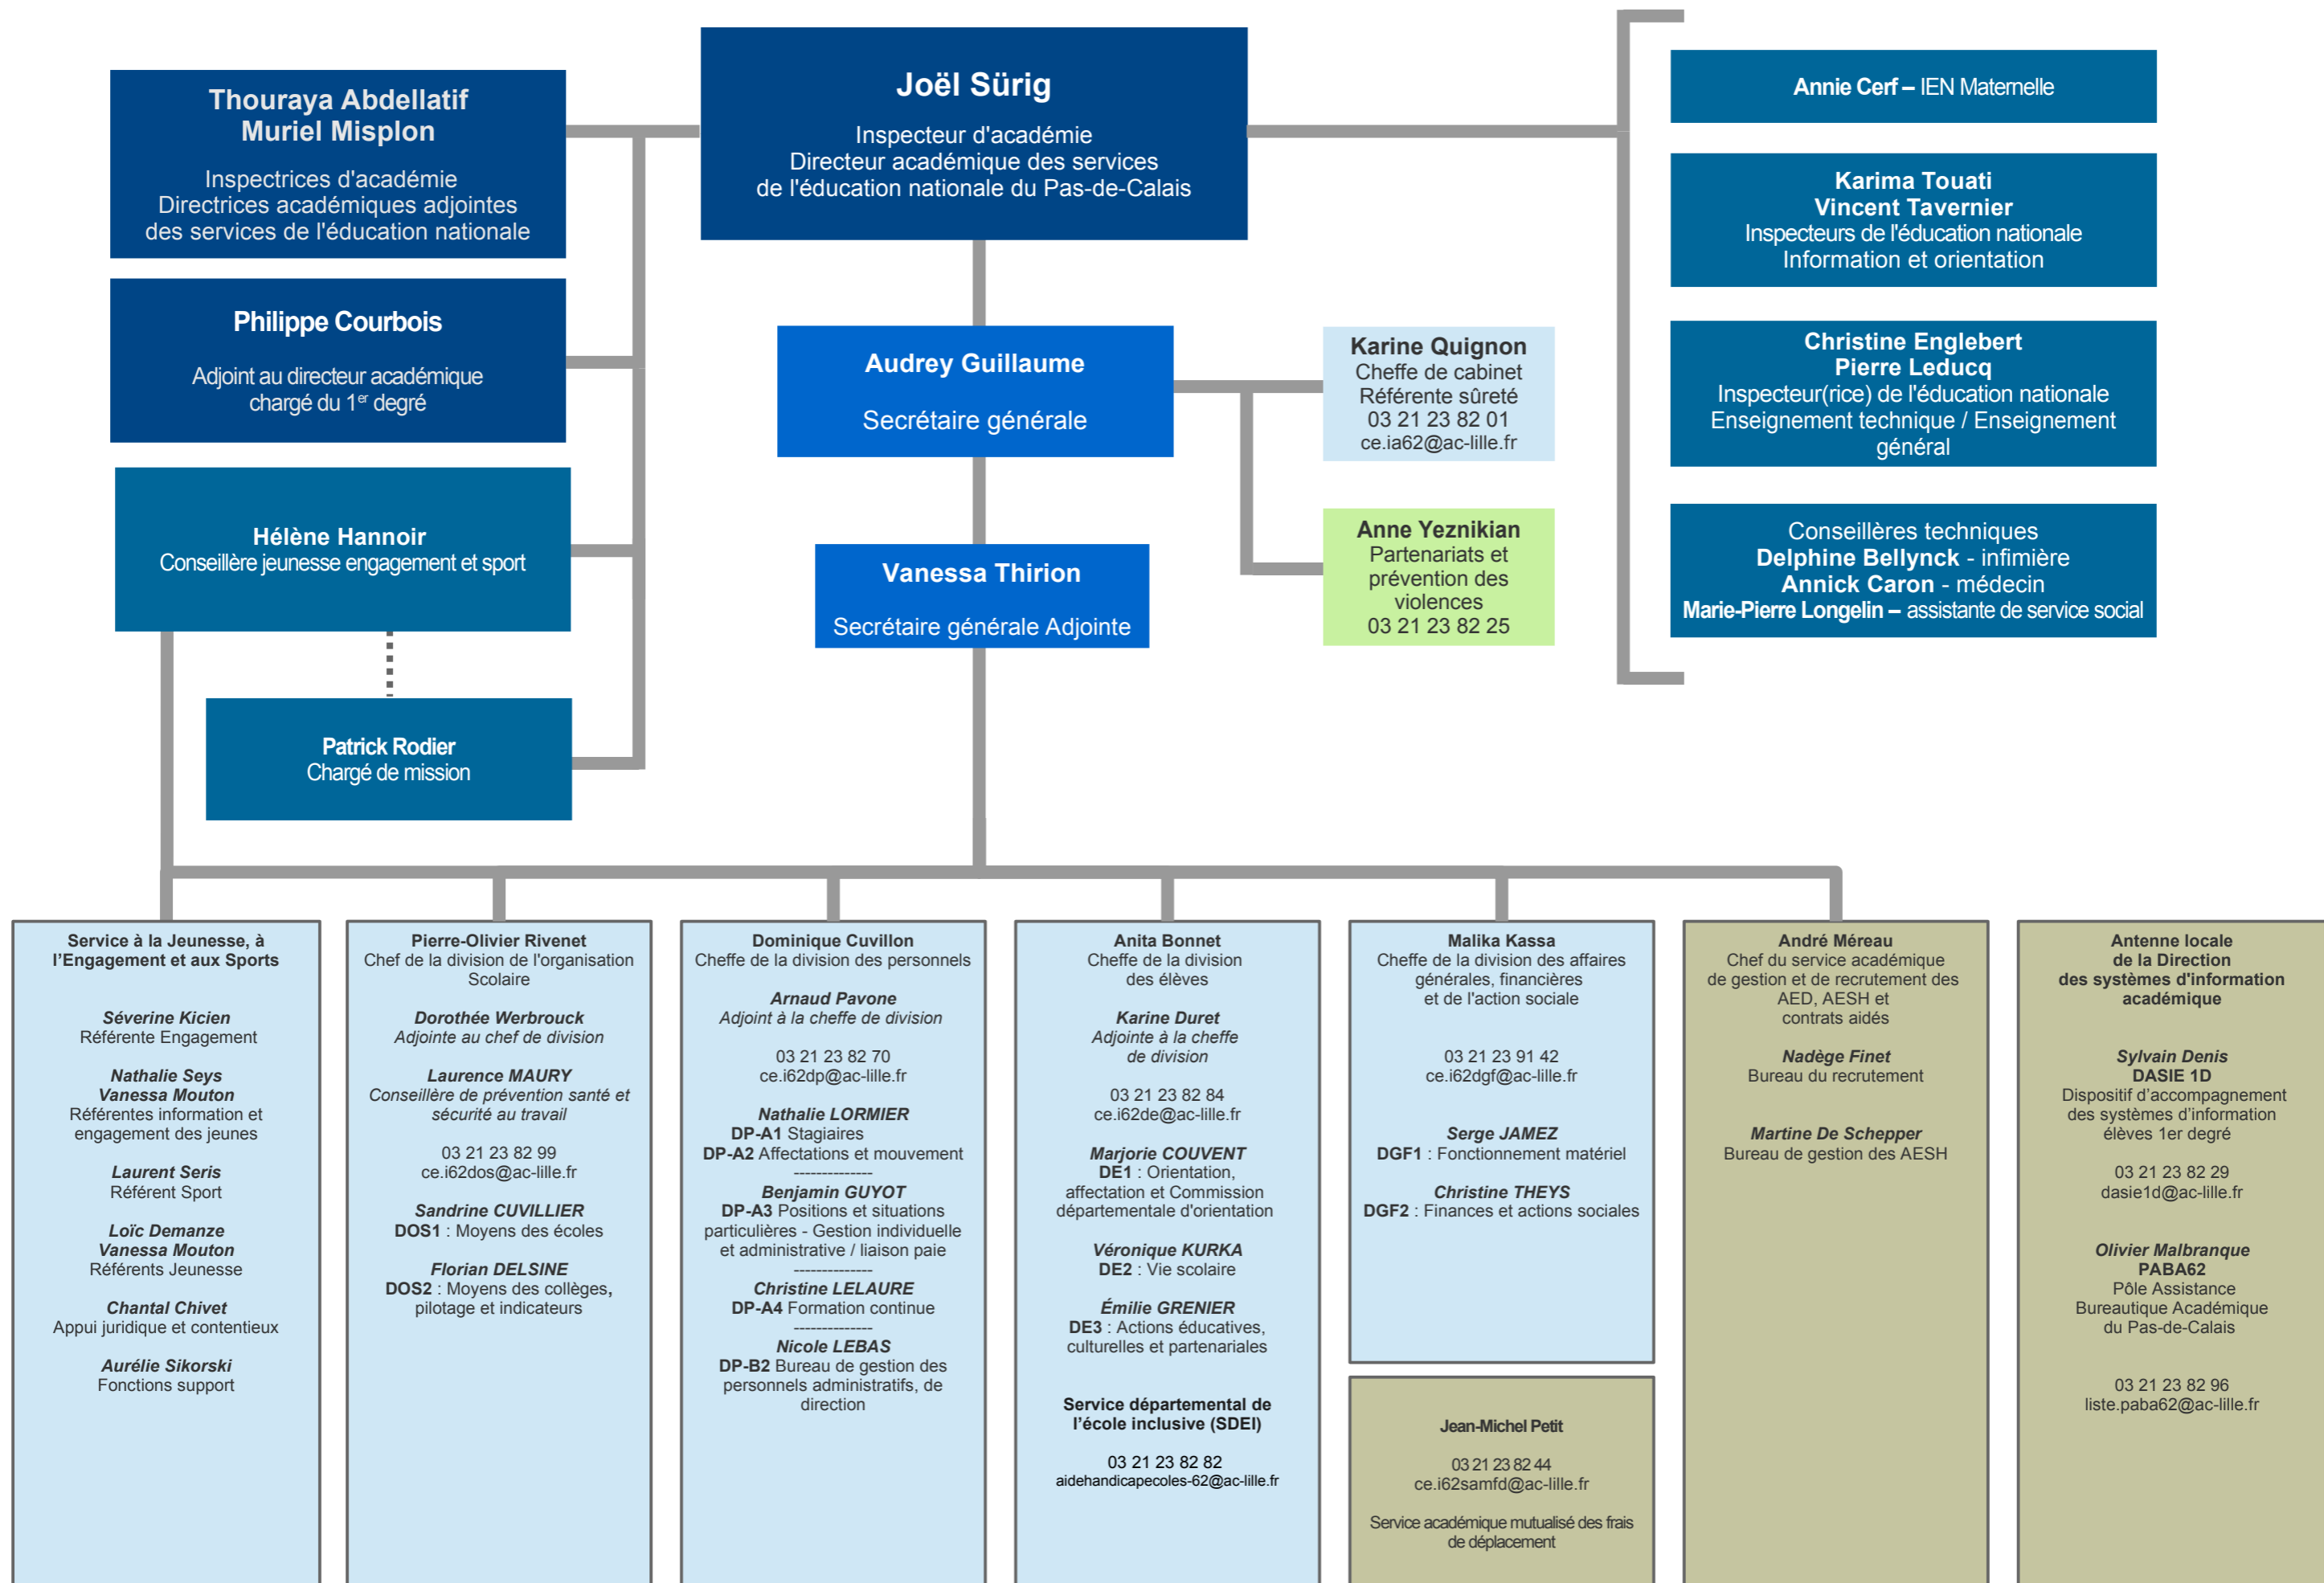 Thouraya Abdellatif
Muriel Misplon
Inspectrices d'académie
Directrices académiques adjointes
des services de l'éducation nationale
Joël Sürig
Inspecteur d'académie
Directeur académique des services
de l'éducation nationale du Pas-de-Calais
Annie Cerf – IEN Maternelle
Karima Touati
Vincent Tavernier
Inspecteurs de l'éducation nationale
Information et orientation
Philippe Courbois
Adjoint au directeur académique
chargé du 1er degré
Audrey Guillaume
Secrétaire générale
Karine Quignon
Cheffe de cabinet
Référente sûreté
03 21 23 82 01
ce.ia62@ac-lille.fr
Christine Englebert
Pierre Leducq
Inspecteur(rice) de l'éducation nationale
Enseignement technique / Enseignement
général
Hélène Hannoir
Conseillère jeunesse engagement et sport
Vanessa Thirion
Secrétaire générale Adjointe
Anne Yeznikian
Partenariats et
prévention des
violences
03 21 23 82 25
Conseillères techniques
Delphine Bellynck - infimière
Annick Caron - médecin
Marie-Pierre Longelin – assistante de service social
Patrick Rodier
Chargé de mission
Service à la Jeunesse, à
l’Engagement et aux Sports
Séverine Kicien
Référente Engagement
Nathalie Seys
Vanessa Mouton
Référentes information et
engagement des jeunes
Laurent Seris
Référent Sport
Loïc Demanze
Vanessa Mouton
Référents Jeunesse
Chantal Chivet
Appui juridique et contentieux
Aurélie Sikorski
Fonctions support
Pierre-Olivier Rivenet
Chef de la division de l'organisation
Scolaire
Dorothée Werbrouck
Adjointe au chef de division
Laurence MAURY
Conseillère de prévention santé et
sécurité au travail
03 21 23 82 99
ce.i62dos@ac-lille.fr
Sandrine CUVILLIER
DOS1 : Moyens des écoles
Florian DELSINE
DOS2 : Moyens des collèges,
pilotage et indicateurs
Dominique Cuvillon
Cheffe de la division des personnels
Arnaud Pavone
Adjoint à la cheffe de division
03 21 23 82 70
ce.i62dp@ac-lille.fr
Nathalie LORMIER
DP-A1 Stagiaires
DP-A2 Affectations et mouvement
--------------
Benjamin GUYOT
DP-A3 Positions et situations
particulières - Gestion individuelle
et administrative / liaison paie
--------------
Christine LELAURE
DP-A4 Formation continue
--------------
Nicole LEBAS
DP-B2 Bureau de gestion des
personnels administratifs, de
direction
Anita Bonnet
Cheffe de la division
des élèves
Karine Duret
Adjointe à la cheffe
de division
03 21 23 82 84
ce.i62de@ac-lille.fr
Marjorie COUVENT
DE1 : Orientation,
affectation et Commission
départementale d'orientation
Véronique KURKA
DE2 : Vie scolaire
Émilie GRENIER
DE3 : Actions éducatives,
culturelles et partenariales
Service départemental de
l’école inclusive (SDEI)
03 21 23 82 82
aidehandicapecoles-62@ac-lille.fr
Malika Kassa
Cheffe de la division des affaires
générales, financières
et de l'action sociale
03 21 23 91 42
ce.i62dgf@ac-lille.fr
Serge JAMEZ
DGF1 : Fonctionnement matériel
Christine THEYS
DGF2 : Finances et actions sociales
Jean-Michel Petit
03 21 23 82 44
ce.i62samfd@ac-lille.fr
Service académique mutualisé des frais
de déplacement
André Méreau
Chef du service académique
de gestion et de recrutement des
AED, AESH et
contrats aidés
Nadège Finet
Bureau du recrutement
Martine De Schepper
Bureau de gestion des AESH
Antenne locale
de la Direction
des systèmes d'information
académique
Sylvain Denis
DASIE 1D
Dispositif d’accompagnement
des systèmes d’information
élèves 1er degré
03 21 23 82 29
dasie1d@ac-lille.fr
Olivier Malbranque
PABA62
Pôle Assistance
Bureautique Académique
du Pas-de-Calais
03 21 23 82 96
liste.paba62@ac-lille.fr